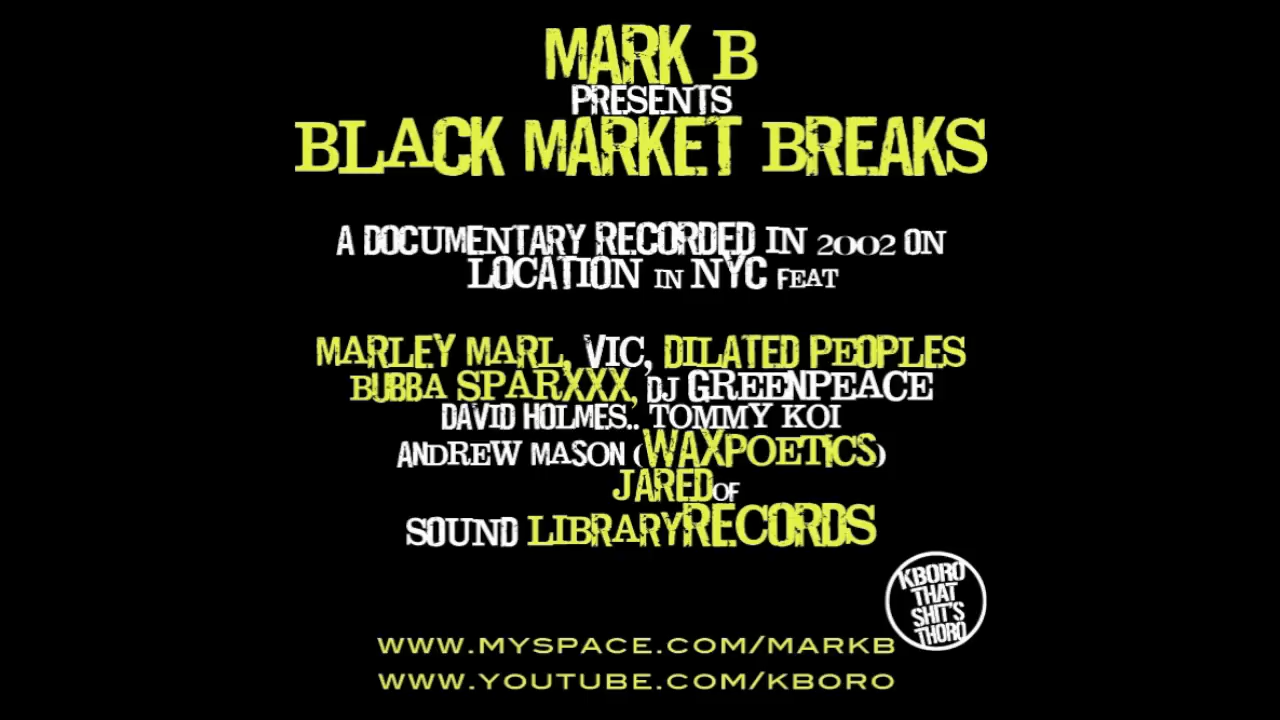 MARK B
PRESENTS
BLACK MARKET BREAKS
A DOCUMENTARY RECORDED IN 2002 ON
LOCATION IN NYC FEAT
MARLEY MARL, VIC, DILATED PEOPLES
BUBBA SPARXXX, DJ GREENPEACE
DAVID HOLMES.. TOMMY KOI
ANDREW MASON (WAXPOETICS)
JARED OF
SOUND LIBRARYRECORDS
KBORO
THAT
SHIT'S
THORO
WWW.MYSPACE.COM/MARKB
WWW.YOUTUBE.COM/KBORO